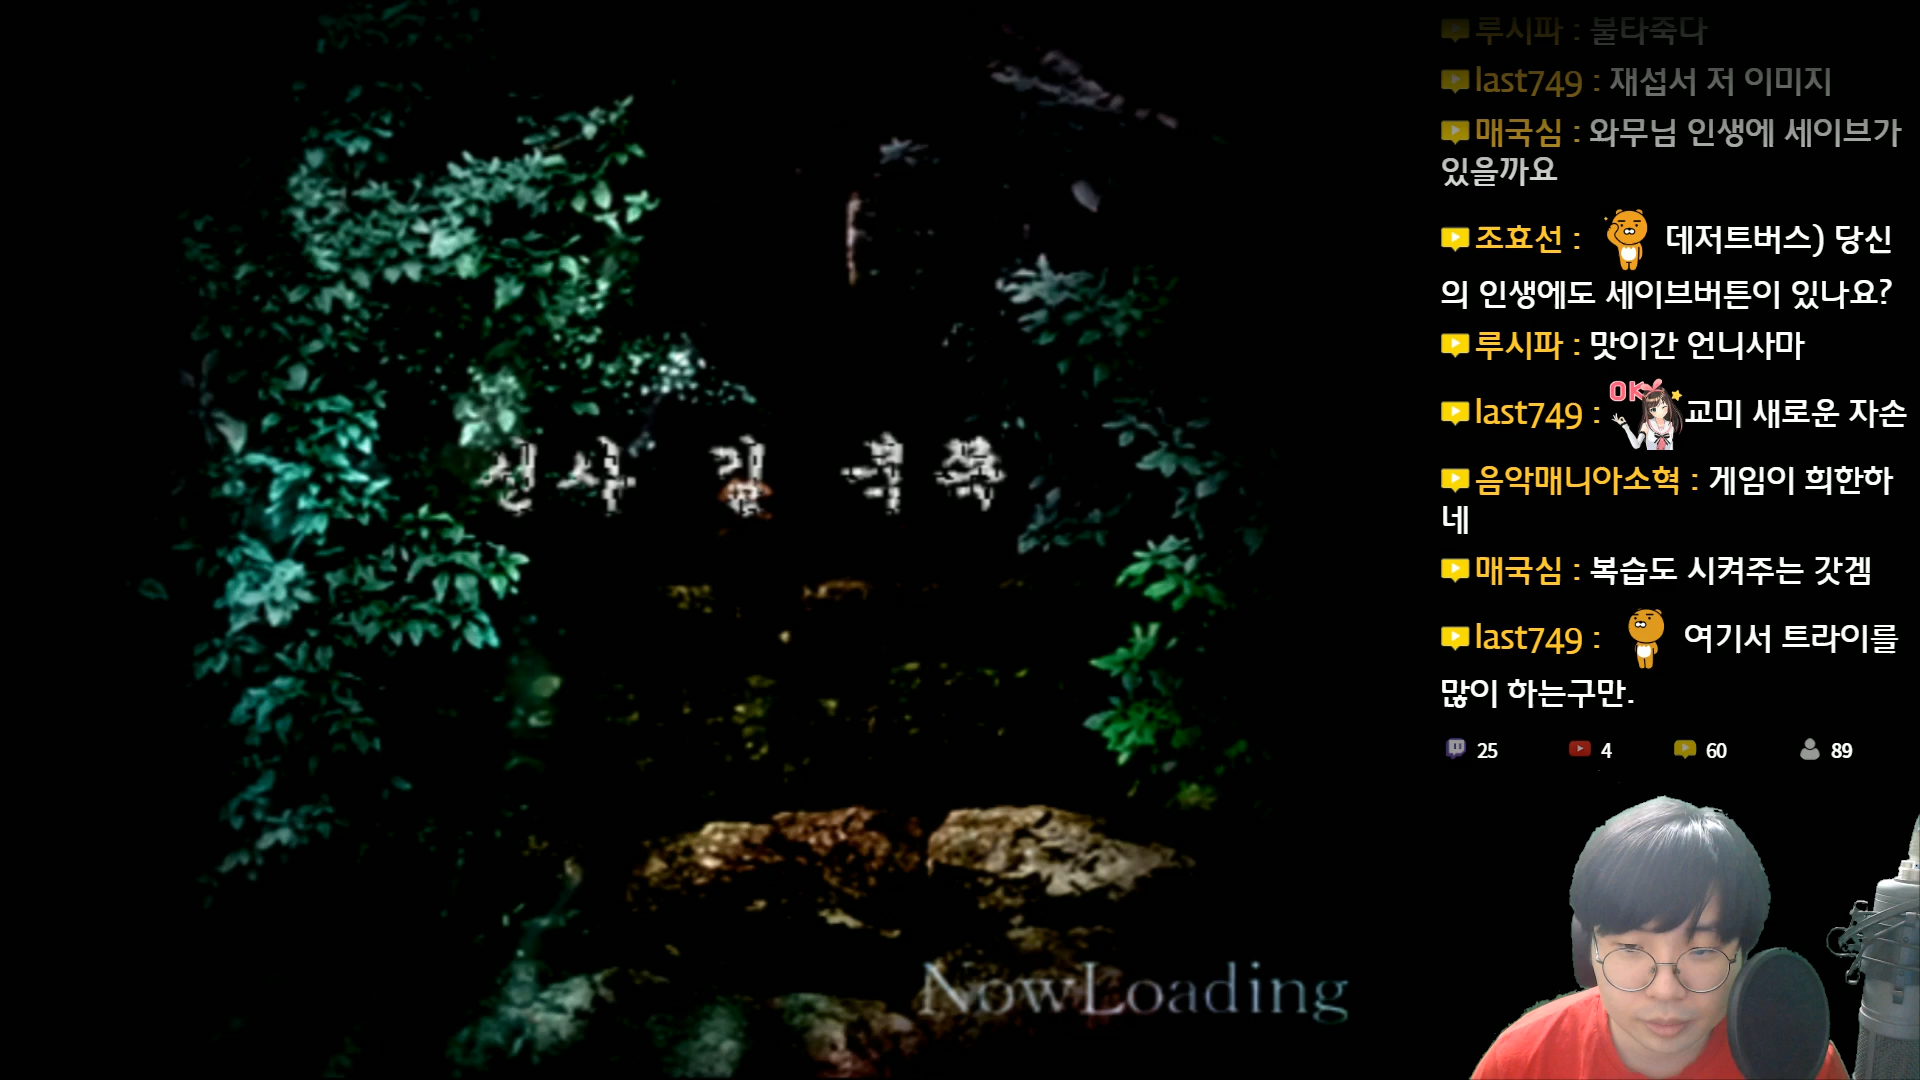 루시파 : 불타죽다
last749 : 재섭서 저 이미지
매국심 : 와무님 인생에 세이브가
있을까요
조효선 : 데저트버스) 당신
의 인생에도 세이브버튼이 있나요?
루시파 : 맛이간 언니사마
last749 : OK 교미 새로운 자손
음악매니아소혁 : 게임이 희한하
네
매국심 : 복습도 시켜주는 갓겜
last749 : 여기서 트라이를
많이 하는구만.
25 4 60 89
Now Loading